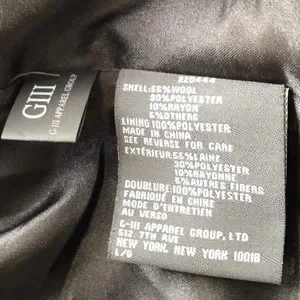 GIII
G-III APPAREL GROUP
220444
SHELL:55%WOOL
30%POLYESTER
10%RAYON
5%OTHERS
LINING:100%POLYESTER
MADE IN CHINA
SEE REVERSE FOR CARE
EXTÉRIEUR:55%LAINE
30%POLYESTER
10%RAYONNE
5%AUTRES FIBERS
DOUBLURE:100%POLYESTER
FABRIQUÉ EN CHINE
MODE D'ENTRETIEN
AU VERSO
G-III APPAREL GROUP, LTD
512 7TH AVE
NEW YORK, NEW YORK 10018
L/G